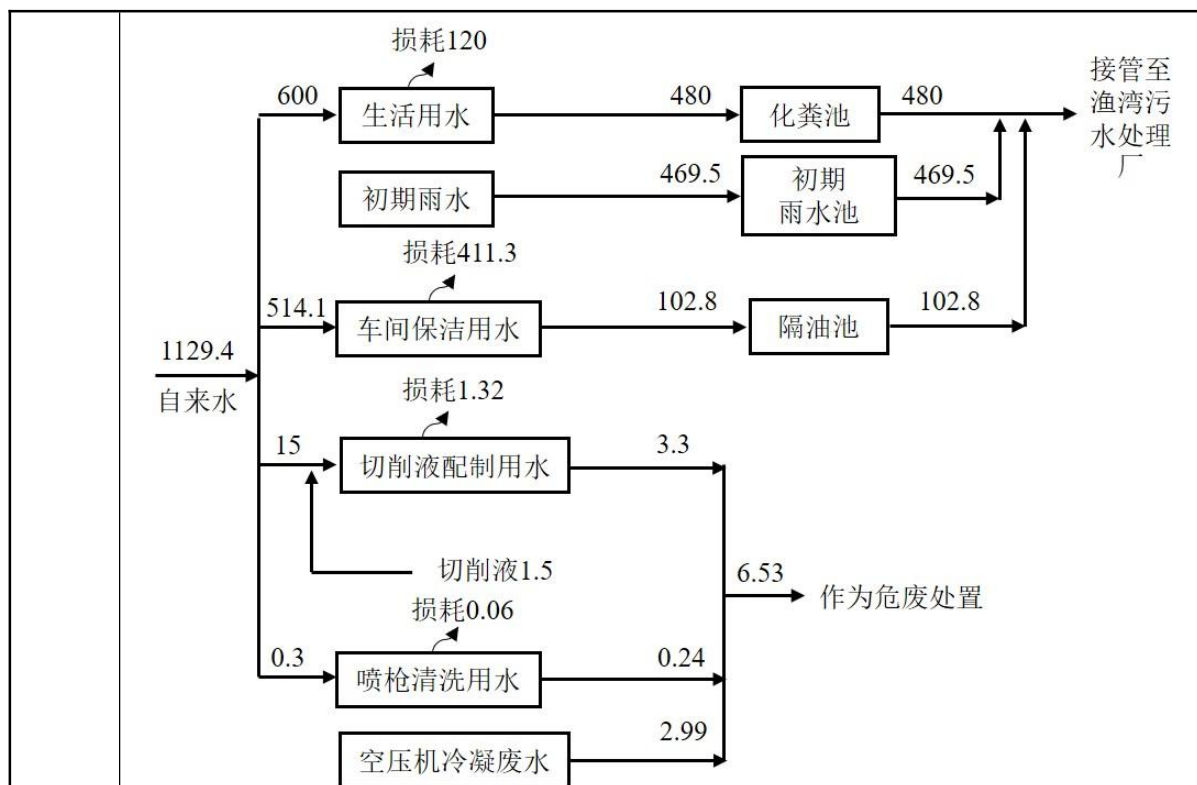 损耗120
600
生活用水
480
化粪池
480
接管至
渔湾污
水处理
厂
初期雨水
469.5
初期
雨水池
469.5
损耗411.3
514.1
车间保洁用水
102.8
隔油池
102.8
1129.4
自来水
损耗1.32
15
切削液配制用水
3.3
切削液1.5
6.53
作为危废处置
损耗0.06
0.3
喷枪清洗用水
0.24
空压机冷凝废水
2.99